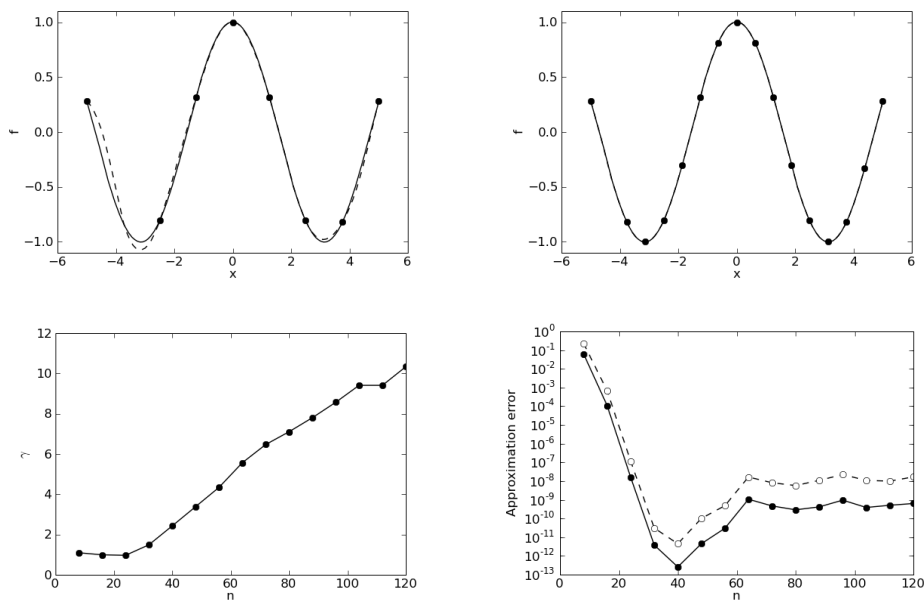 1.0
0.5
0.0
−0.5
−1.0
f
−6 −4 −2 0 2 4 6
x
1.0
0.5
0.0
−0.5
−1.0
f
−6 −4 −2 0 2 4 6
x
12
10
8
6
4
2
0
γ
0 20 40 60 80 100 120
n
10⁰
10⁻¹
10⁻²
10⁻³
10⁻⁴
10⁻⁵
10⁻⁶
10⁻⁷
10⁻⁸
10⁻⁹
10⁻¹⁰
10⁻¹¹
10⁻¹²
10⁻¹³
Approximation error
0 20 40 60 80 100 120
n